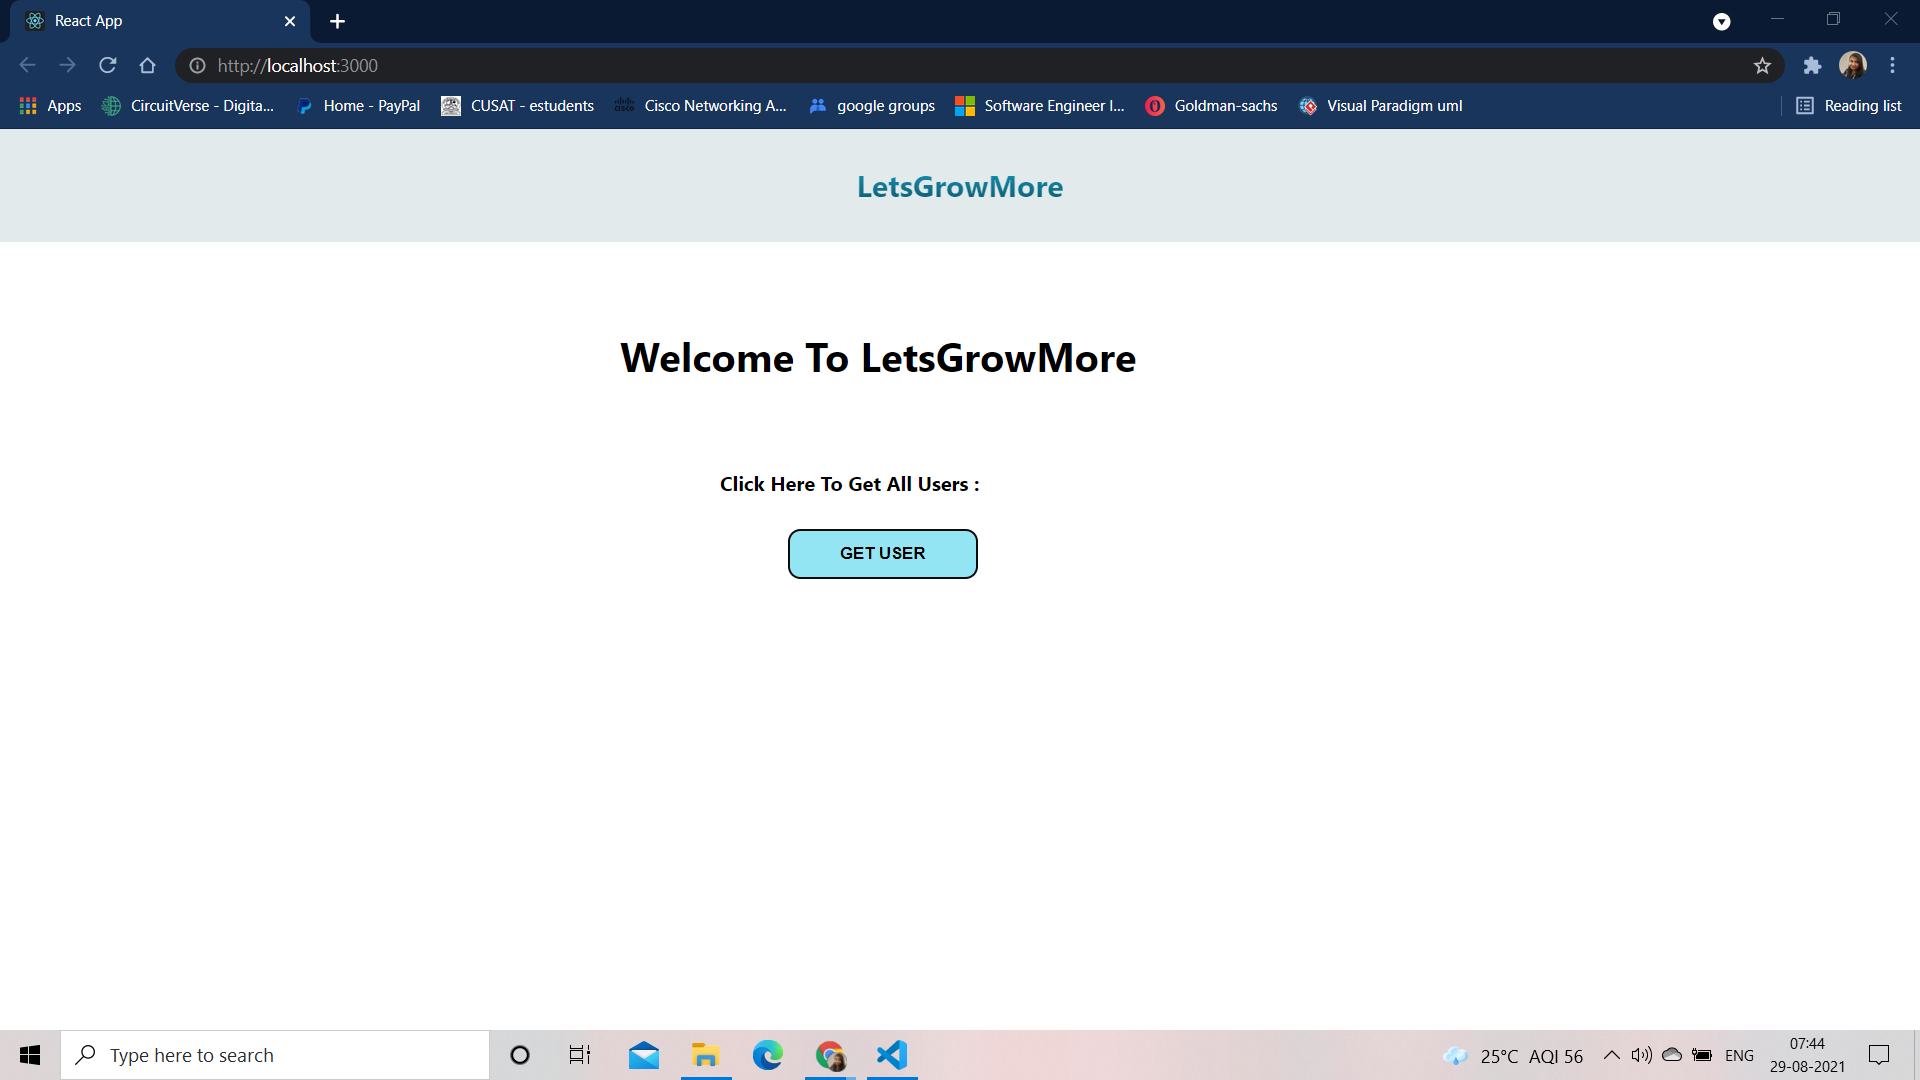 React App
http://localhost:3000
Apps
CircuitVerse - Digita...
Home - PayPal
CUSAT - estudents
Cisco Networking A...
google groups
Software Engineer I...
Goldman-sachs
Visual Paradigm uml
Reading list
LetsGrowMore
Welcome To LetsGrowMore
Click Here To Get All Users :
GET USER
Type here to search
25°C AQI 56
ENG
07:44
29-08-2021